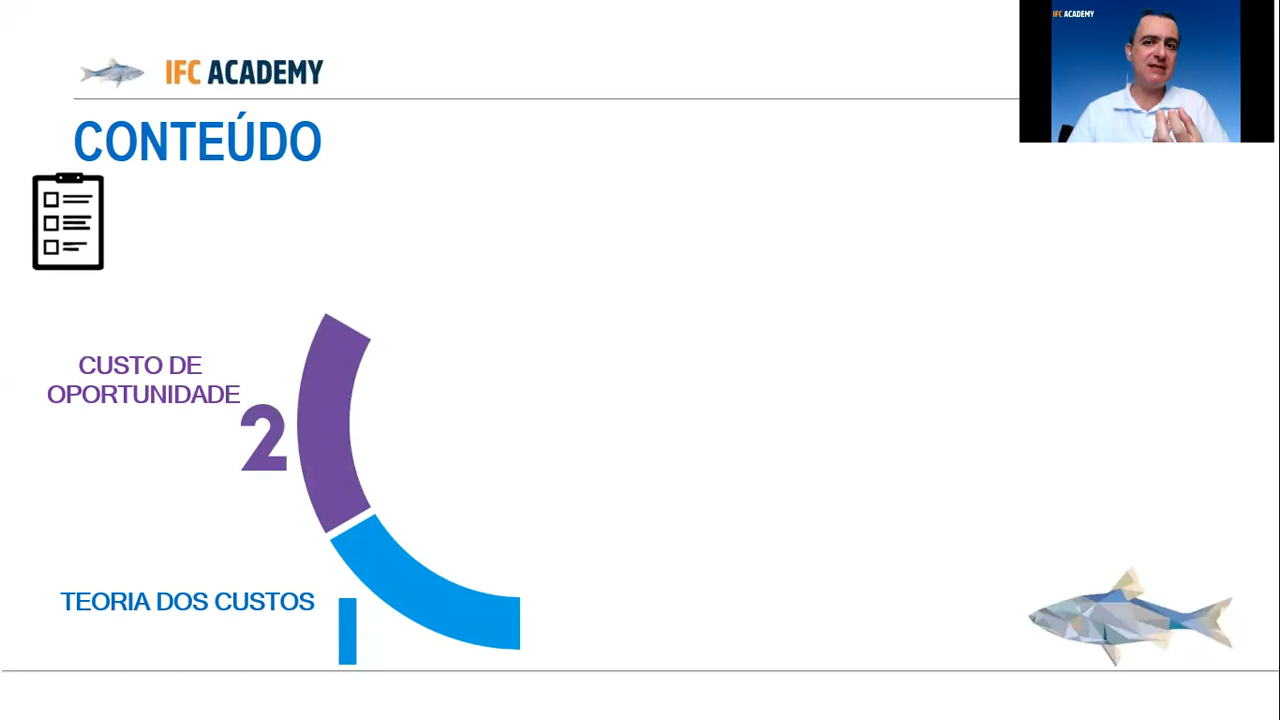 IFC ACADEMY
IFC ACADEMY
CONTEÚDO
CUSTO DE
OPORTUNIDADE
2
TEORIA DOS CUSTOS
1